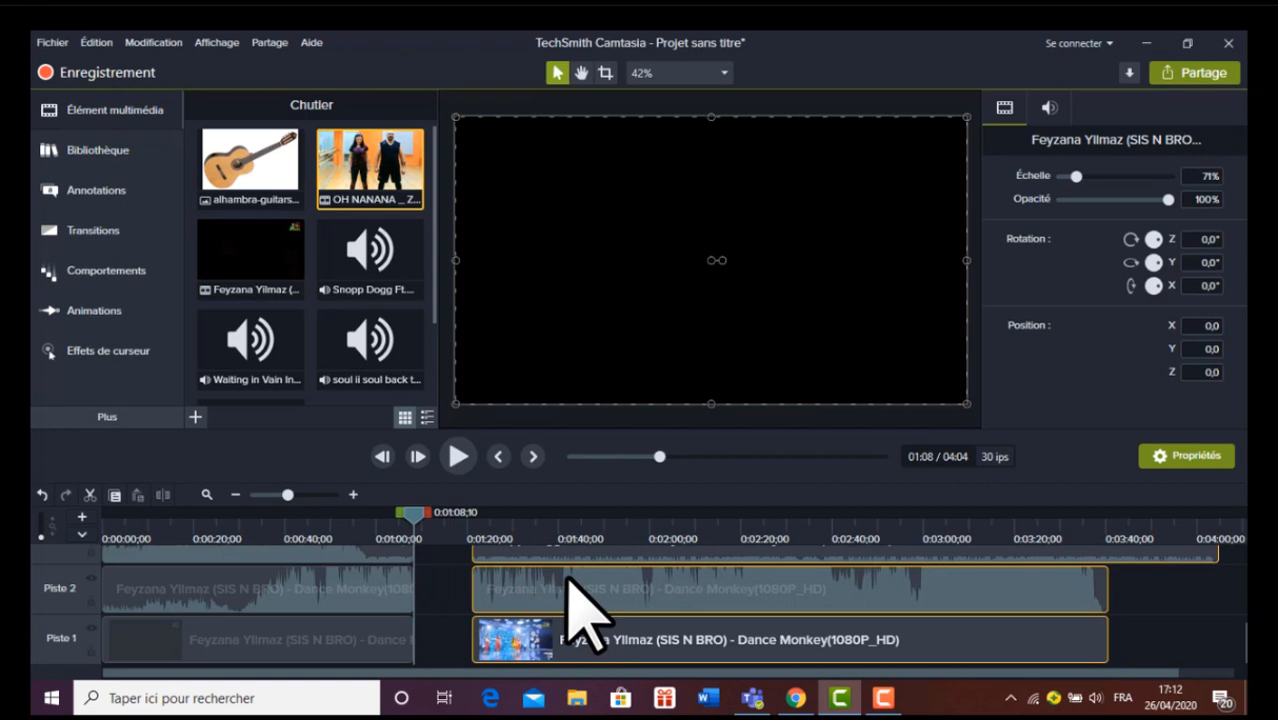 Fichier Édition Modification Affichage Partage Aide
TechSmith Camtasia - Projet sans titre*
Se connecter
Enregistrement
42%
Partage
Élément multimédia
Bibliothèque
Annotations
Transitions
Comportements
Animations
Effets de curseur
Plus
Chutier
alhambra-guitars...
OH NANANA _ Z...
Feyzana Yilmaz (...
Snopp Dogg Ft....
Waiting in Vain In...
soul ii soul back t...
Feyzana Yilmaz (SIS N BRO...
Échelle 71%
Opacité 100%
Rotation : Z 0,0°
Y 0,0°
X 0,0°
Position : X 0,0
Y 0,0
Z 0,0
01:08 / 04:04 30 ips
Propriétés
0:01:08;10
0:00:00;00 0:00:20;00 0:00:40;00 0:01:00;00 0:01:20;00 0:01:40;00 0:02:00;00 0:02:20;00 0:02:40;00 0:03:00;00 0:03:20;00 0:03:40;00 0:04:00;00
Piste 2
Feyzana Yilmaz (SIS N BRO) - Dance Monkey(108
(SIS N BRO) - Dance Monkey(1080P_HD)
Piste 1
Feyzana Yilmaz (SIS N BRO) - Dance
Yilmaz (SIS N BRO) - Dance Monkey(1080P_HD)
Taper ici pour rechercher
FRA
17:12
26/04/2020
20